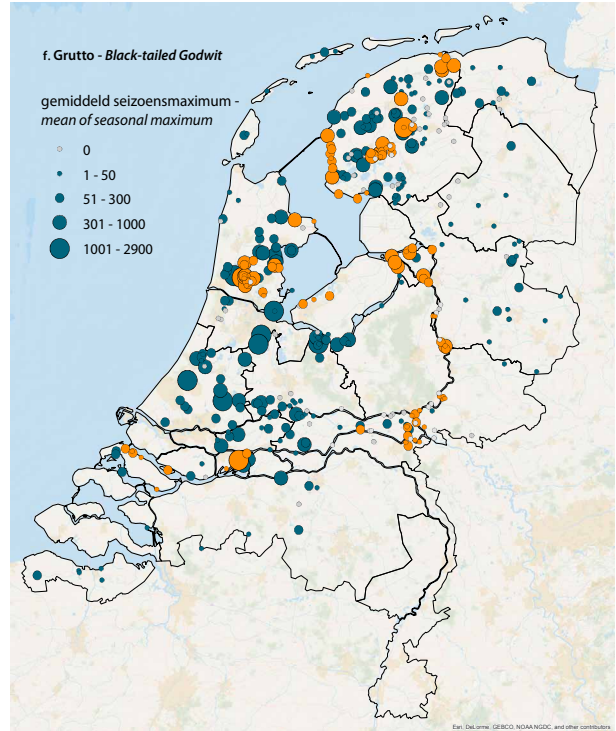 f. Grutto - Black-tailed Godwit
gemiddeld seizoensmaximum -
mean of seasonal maximum
0
1 - 50
51 - 300
301 - 1000
1001 - 2900
Esri, DeLorme, GEBCO, NOAA NGDC, and other contributors